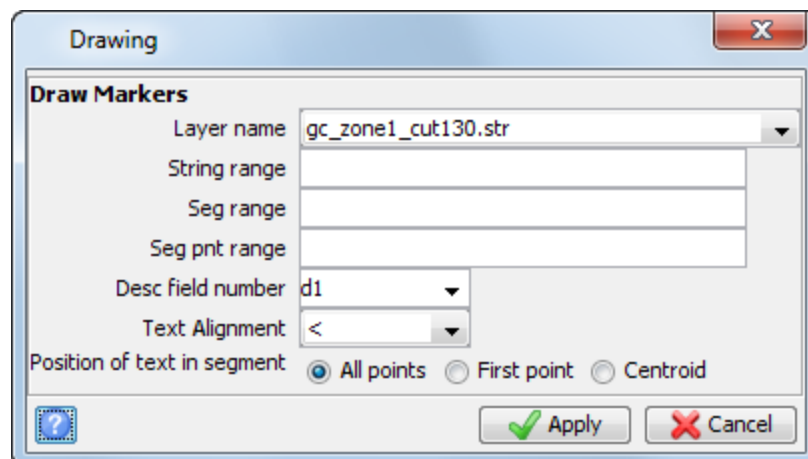 Drawing
Draw Markers
Layer name gc_zone1_cut130.str
String range
Seg range
Seg pnt range
Desc field number d1
Text Alignment <
Position of text in segment All points First point Centroid
? Apply Cancel